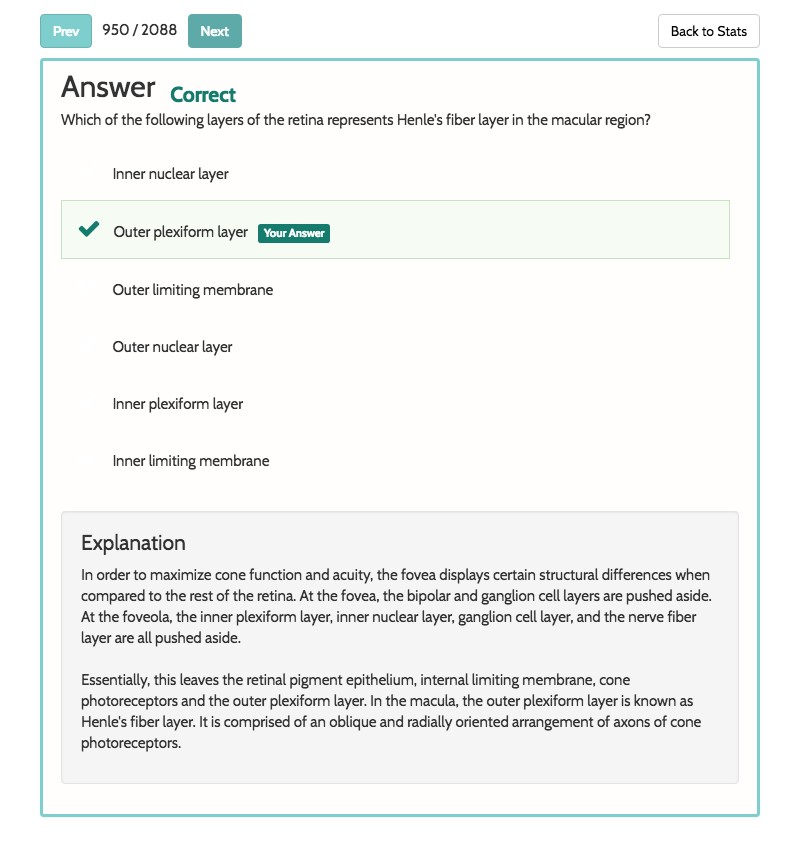 Prev 950 / 2088 Next Back to Stats
Answer Correct
Which of the following layers of the retina represents Henle's fiber layer in the macular region?
Inner nuclear layer
Outer plexiform layer Your Answer
Outer limiting membrane
Outer nuclear layer
Inner plexiform layer
Inner limiting membrane
Explanation
In order to maximize cone function and acuity, the fovea displays certain structural differences when
compared to the rest of the retina. At the fovea, the bipolar and ganglion cell layers are pushed aside.
At the foveola, the inner plexiform layer, inner nuclear layer, ganglion cell layer, and the nerve fiber
layer are all pushed aside.
Essentially, this leaves the retinal pigment epithelium, internal limiting membrane, cone
photoreceptors and the outer plexiform layer. In the macula, the outer plexiform layer is known as
Henle's fiber layer. It is comprised of an oblique and radially oriented arrangement of axons of cone
photoreceptors.